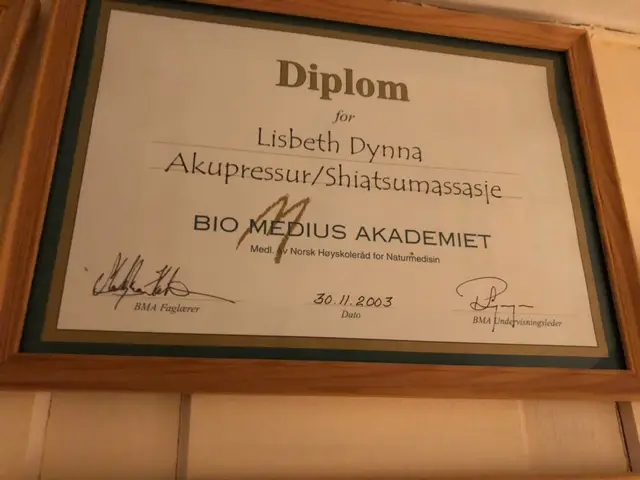 Diplom
for
Lisbeth Dynna
Akupressur/Shiatsumassasje
BIO MEDIUS AKADEMIET
Medl. av Norsk Høyskoleråd for Naturmedisin
30.11.2003
BMA Faglærer
Dato
BMA Undervisningsleder